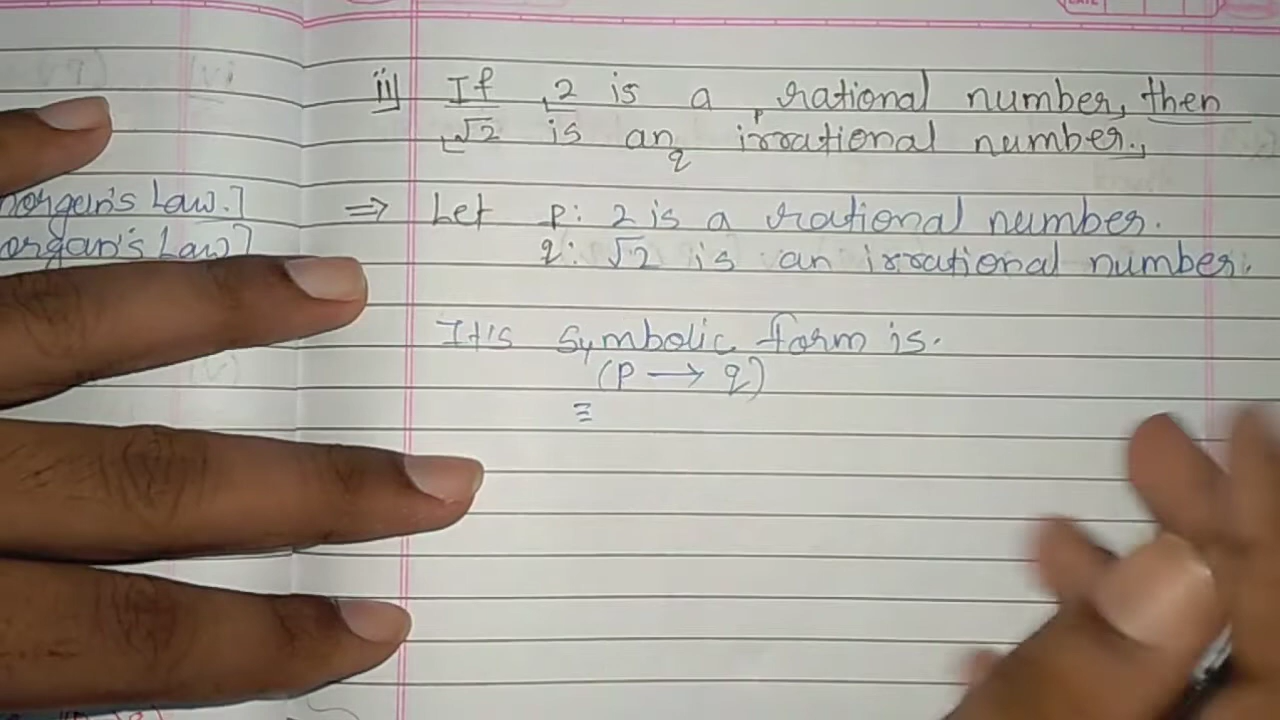 ii] If 2 is a rational number, then
√2 is an irrational number.,
p
q
morgan's Law.]
organ's Law]
⇒ Let p: 2 is a rational number.
q: √2 is an irrational number.
It's symbolic form is.
(p → q)
≡